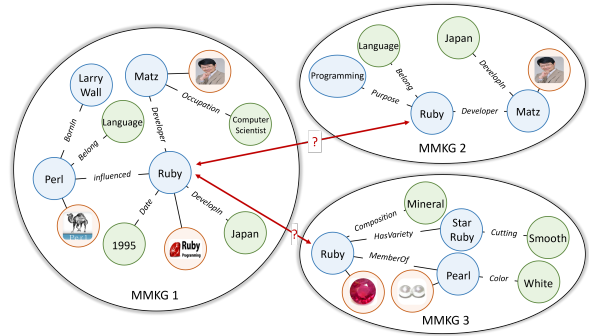 Larry
Wall
Matz
BornIn
Language
Belong
Developer
Occupation
Computer
Scientist
Perl
influenced
Ruby
Date
DevelopIn
1995
Ruby
Programming
Japan
MMKG 1
?
?
Language
Japan
Programming
Belong
DevelopIn
Purpose
Ruby
Developer
Matz
MMKG 2
Mineral
Composition
HasVariety
Star
Ruby
Cutting
Smooth
Ruby
MemberOf
Pearl
Color
White
MMKG 3